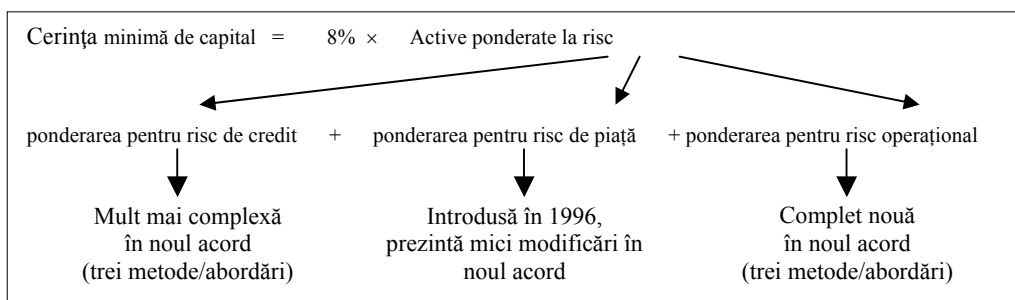 Cerinţa minimă de capital = 8% × Active ponderate la risc
ponderarea pentru risc de credit + ponderarea pentru risc de piață + ponderarea pentru risc operațional
Mult mai complexă
în noul acord
(trei metode/abordări)
Introdusă în 1996,
prezintă mici modificări în
noul acord
Complet nouă
în noul acord
(trei metode/abordări)